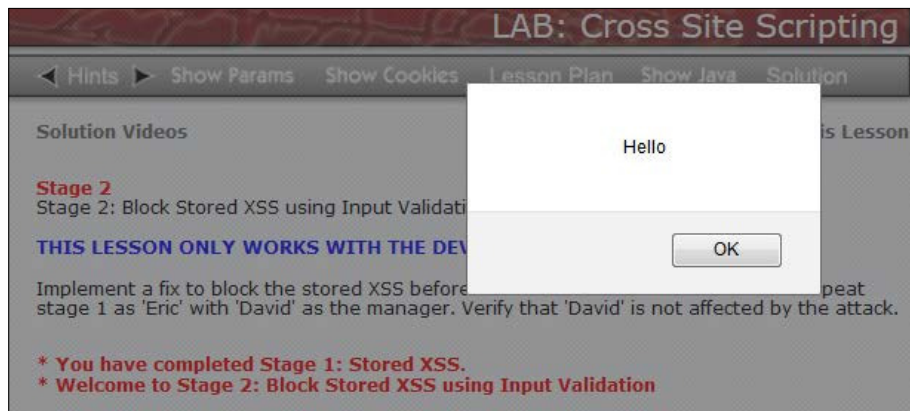 LAB: Cross Site Scripting
Hints Show Params Show Cookies Lesson Plan Show Java Solution
Solution Videos
is Lesson
Hello
OK
Stage 2
Stage 2: Block Stored XSS using Input Validati
THIS LESSON ONLY WORKS WITH THE DEV
Implement a fix to block the stored XSS before
peat
stage 1 as 'Eric' with 'David' as the manager. Verify that 'David' is not affected by the attack.
* You have completed Stage 1: Stored XSS.
* Welcome to Stage 2: Block Stored XSS using Input Validation